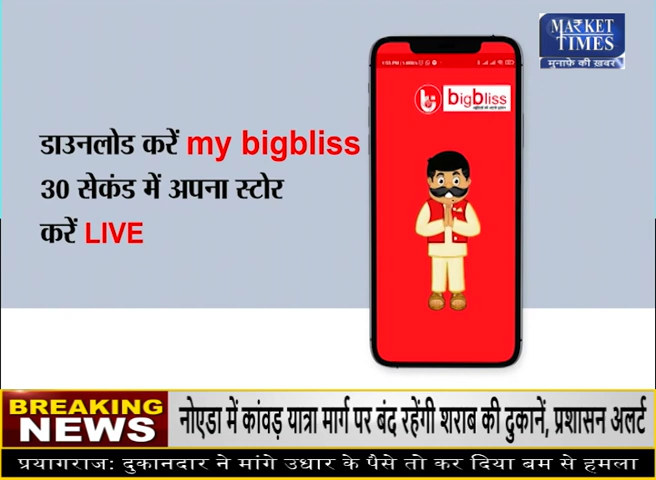 MARKET
TIMES
मुनाफे की ख़बर
bigbliss
डाउनलोड करें my bigbliss
30 सेकंड में अपना स्टोर
करें LIVE
BREAKING
NEWS
नोएडा में कांवड़ यात्रा मार्ग पर बंद रहेंगी शराब की दुकानें, प्रशासन अलर्ट
प्रयागराज: दुकानदार ने मांगे उधार के पैसे तो कर दिया बम से हमला